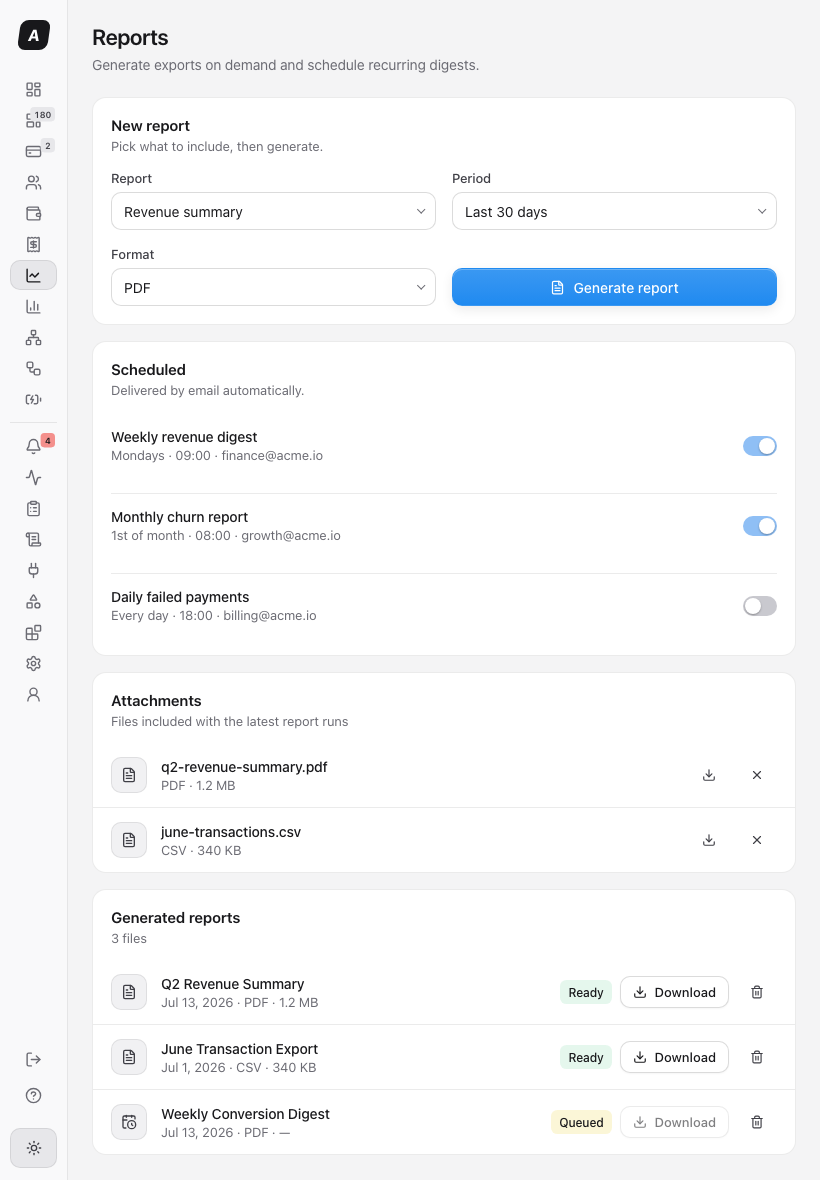 A
180
2
4
Reports
Generate exports on demand and schedule recurring digests.
New report
Pick what to include, then generate.
Report
Period
Revenue summary
Last 30 days
Format
PDF
Generate report
Scheduled
Delivered by email automatically.
Weekly revenue digest
Mondays · 09:00 · finance@acme.io
Monthly churn report
1st of month · 08:00 · growth@acme.io
Daily failed payments
Every day · 18:00 · billing@acme.io
Attachments
Files included with the latest report runs
q2-revenue-summary.pdf
PDF · 1.2 MB
june-transactions.csv
CSV · 340 KB
Generated reports
3 files
Q2 Revenue Summary
Jul 13, 2026 · PDF · 1.2 MB
Ready
Download
June Transaction Export
Jul 1, 2026 · CSV · 340 KB
Ready
Download
Weekly Conversion Digest
Jul 13, 2026 · PDF · —
Queued
Download